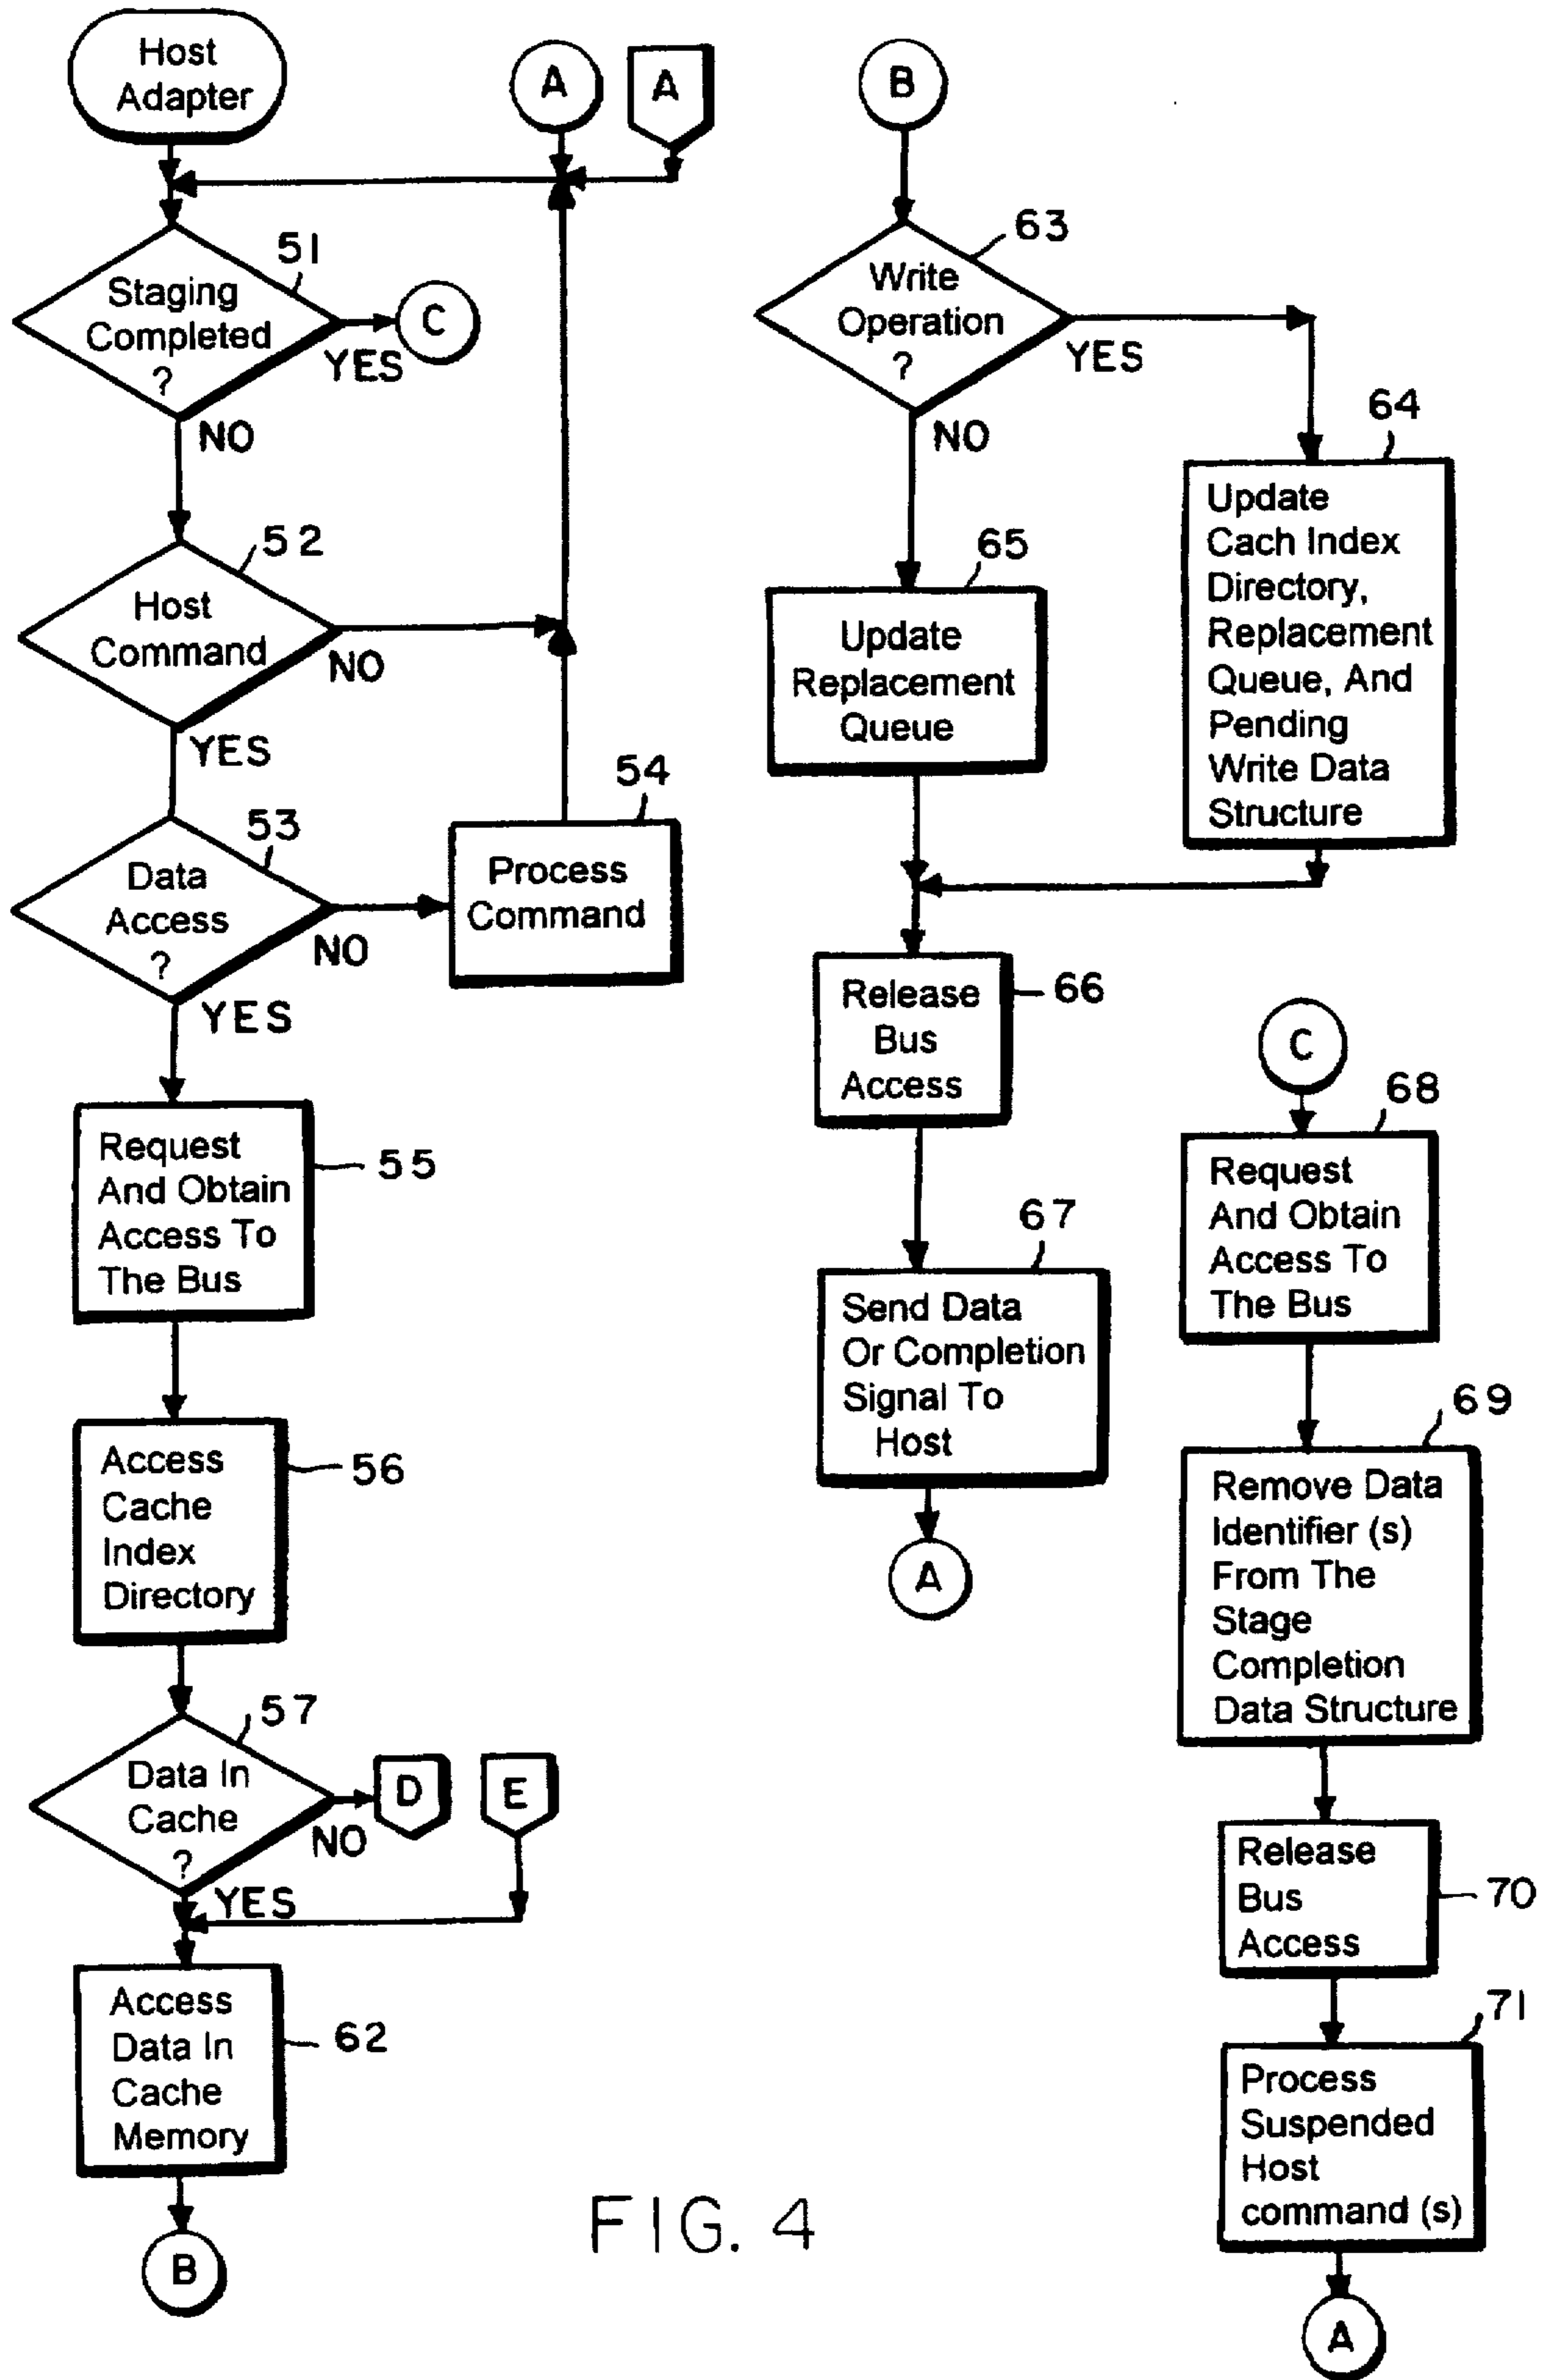 Host
Adapter
A
A
51
Staging
Completed
?
YES
C
NO
52
Host
Command
NO
YES
53
Data
Access
?
NO
54
Process
Command
YES
55
Request
And Obtain
Access To
The Bus
56
Access
Cache
Index
Directory
57
Data In
Cache
?
NO
D
E
YES
62
Access
Data In
Cache
Memory
B
B
63
Write
Operation
?
YES
NO
64
Update
Cach Index
Directory,
Replacement
Queue, And
Pending
Write Data
Structure
65
Update
Replacement
Queue
66
Release
Bus
Access
67
Send Data
Or Completion
Signal To
Host
A
C
68
Request
And Obtain
Access To
The Bus
69
Remove Data
Identifier (s)
From The
Stage
Completion
Data Structure
70
Release
Bus
Access
71
Process
Suspended
Host
command (s)
A
FIG. 4